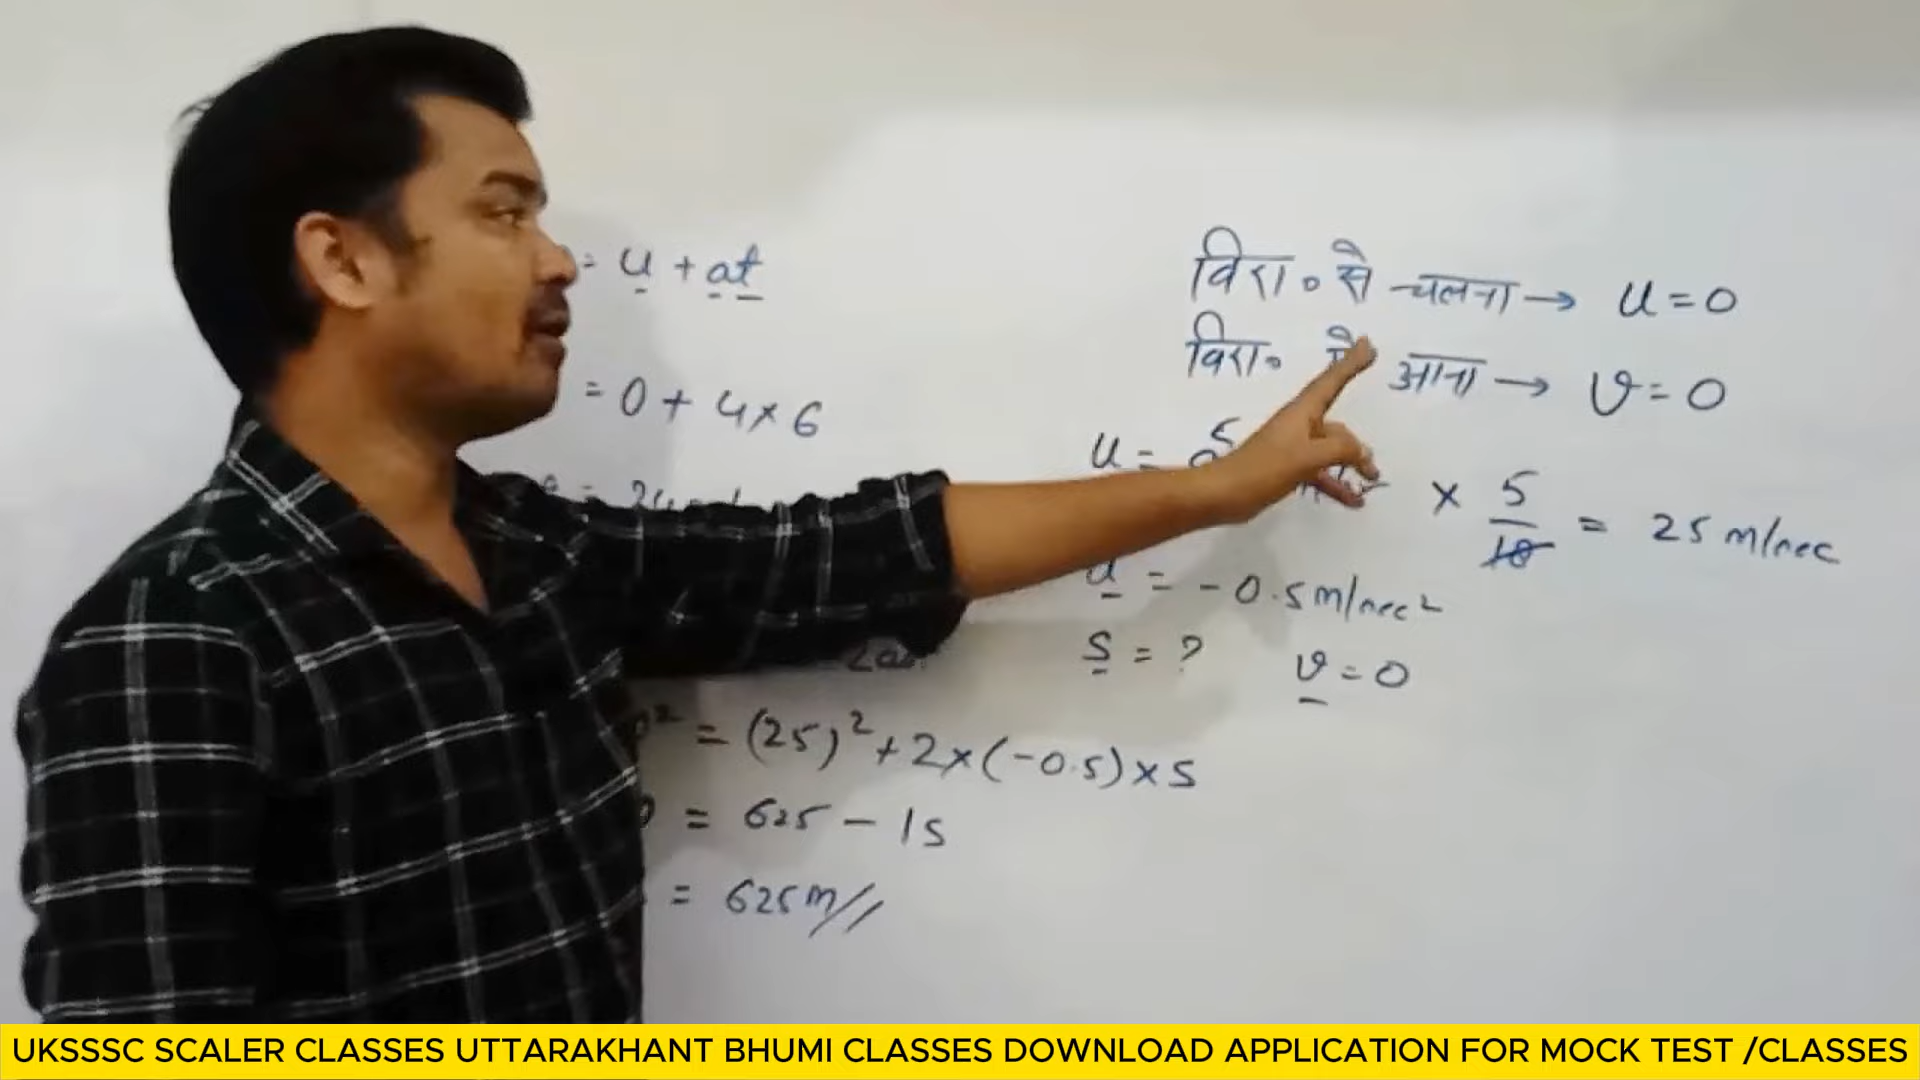 = u + at
= 0 + 4×6
विरा॰ से चलना → u = 0
विरा॰ आना → v = 0
u =
× 5/18 = 25 m/sec
= - 0.5 m/sec²
s = ?
v = 0
= (25)² + 2×(-0.5)×s
= 625 - 1s
= 625 m//
UKSSSC SCALER CLASSES UTTARAKHANT BHUMI CLASSES DOWNLOAD APPLICATION FOR MOCK TEST /CLASSES